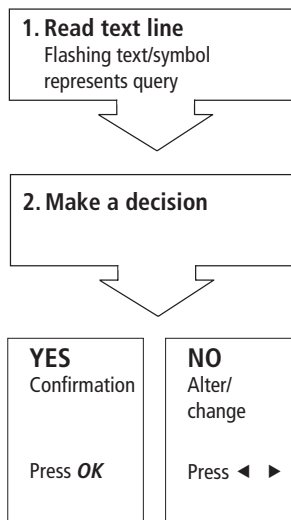 1. Read text line
Flashing text/symbol
represents query
2. Make a decision
YES
Confirmation
Press OK
NO
Alter/
change
Press ◄ ►